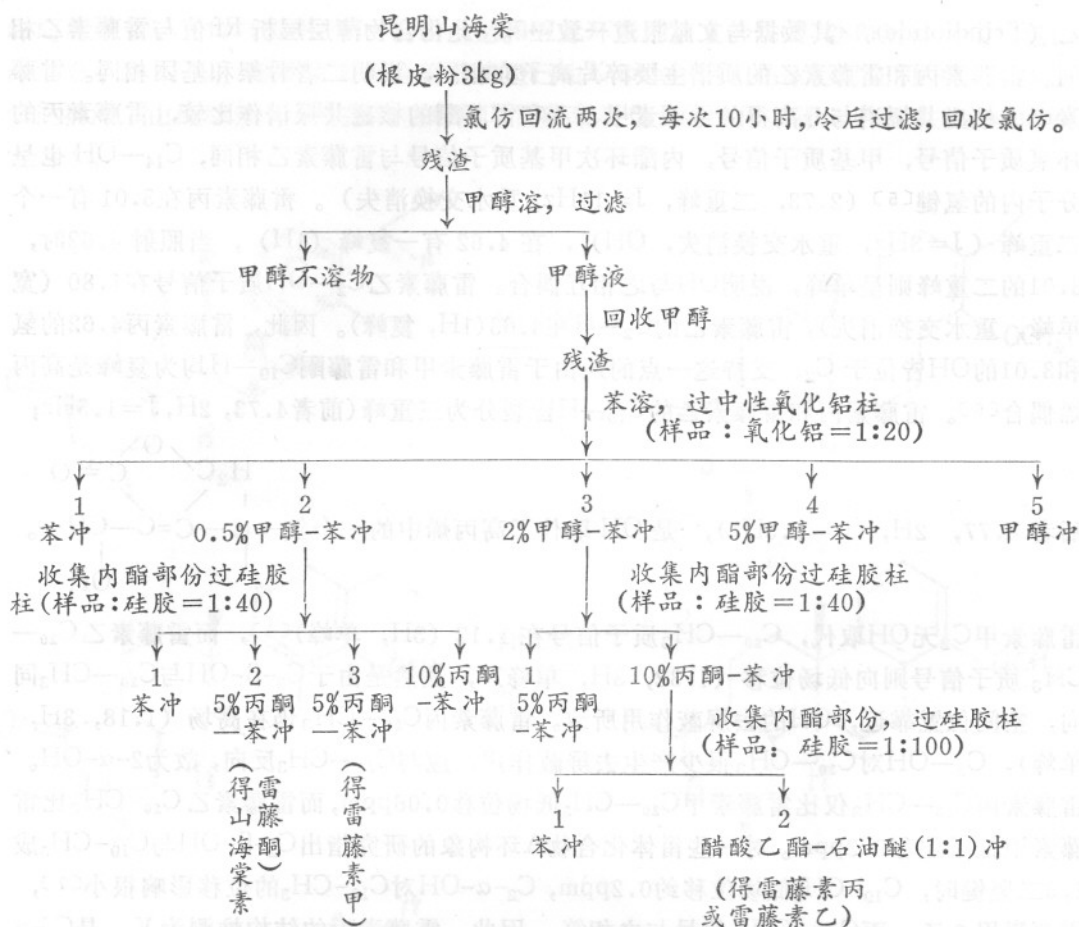 昆明山海棠
(根皮粉3kg)
氯仿回流两次，每次10小时，冷后过滤，回收氯仿。
残渣
甲醇溶，过滤
甲醇不溶物
甲醇液
回收甲醇
残渣
苯溶，过中性氧化铝柱
(样品：氧化铝＝1:20)
1 2 3 4 5
苯冲 0.5%甲醇-苯冲 2%甲醇-苯冲 5%甲醇-苯冲 甲醇冲
收集内酯部份过硅胶
柱(样品:硅胶＝1:40)
收集内酯部份过硅胶柱
(样品：硅胶＝1:40)
1
苯冲
2
5%丙酮
—苯冲
3
5%丙酮
—苯冲
10%丙酮
-苯冲
5%丙酮
-苯冲
10%丙酮-苯冲
(得山海棠素
雷藤酮)
(得雷藤素甲)
收集内酯部份，过硅胶柱
(样品：硅胶＝1:100)
1
苯冲
2
醋酸乙酯-石油醚(1:1)冲
(得雷藤素丙
或雷藤素乙)